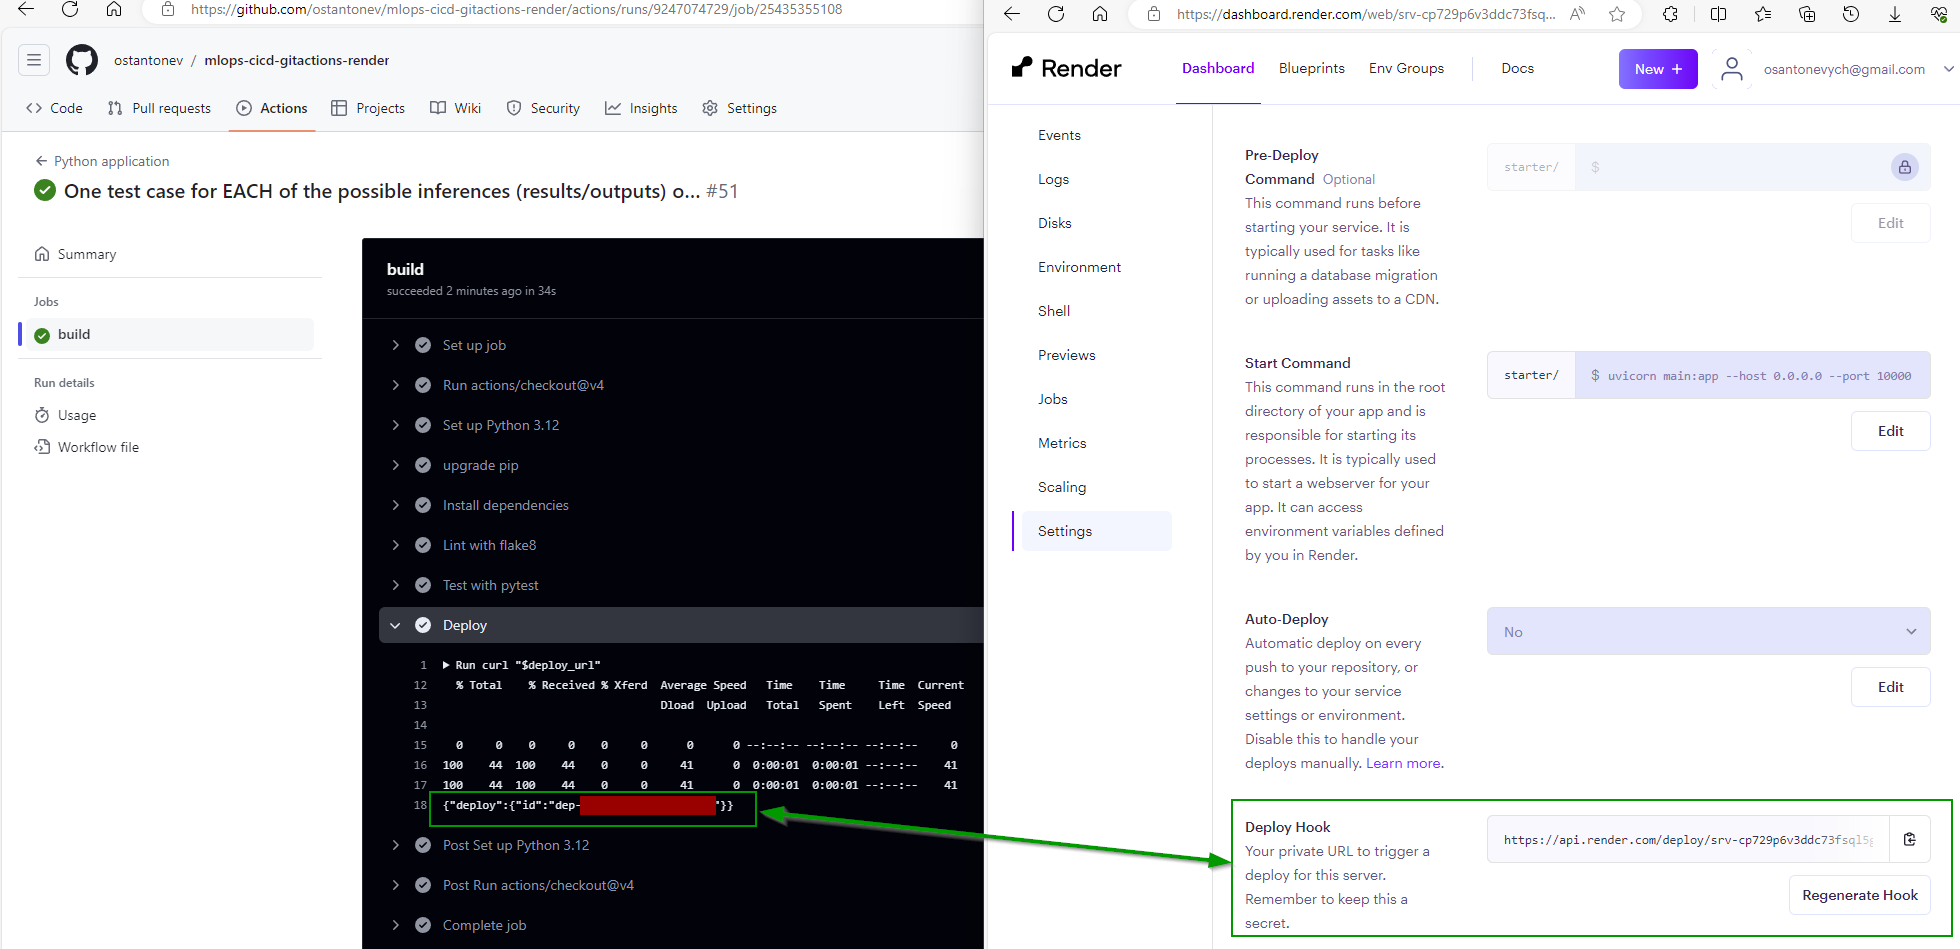 https://github.com/ostantonev/mlops-cicd-gitactions-render/actions/runs/9247074729/job/25435355108
ostantonev / mlops-cicd-gitactions-render
Code Pull requests Actions Projects Wiki Security Insights Settings
Python application
One test case for EACH of the possible inferences (results/outputs) o... #51
Summary
Jobs
build
Run details
Usage
Workflow file
build
succeeded 2 minutes ago in 34s
Set up job
Run actions/checkout@v4
Set up Python 3.12
upgrade pip
Install dependencies
Lint with flake8
Test with pytest
Deploy
1 Run curl "$deploy_url"
12 % Total % Received % Xferd Average Speed Time Time Time Current
13 Dload Upload Total Spent Left Speed
14
15 0 0 0 0 0 0 0 0 --:--:-- --:--:-- --:--:-- 0
16 100 44 100 44 0 0 41 0 0:00:01 0:00:01 --:--:-- 41
17 100 44 100 44 0 0 41 0 0:00:01 0:00:01 --:--:-- 41
18 {"deploy":{"id":"dep- "}}
Post Set up Python 3.12
Post Run actions/checkout@v4
Complete job
https://dashboard.render.com/web/srv-cp729p6v3ddc73fsq...
Render
Dashboard Blueprints Env Groups Docs New + osantonevych@gmail.com
Events
Logs
Disks
Environment
Shell
Previews
Jobs
Metrics
Scaling
Settings
Pre-Deploy
Command Optional
This command runs before
starting your service. It is
typically used for tasks like
running a database migration
or uploading assets to a CDN.
starter/ $
Edit
Start Command
This command runs in the root
directory of your app and is
responsible for starting its
processes. It is typically used
to start a webserver for your
app. It can access
environment variables defined
by you in Render.
starter/ $ uvicorn main:app --host 0.0.0.0 --port 10000
Edit
Auto-Deploy
Automatic deploy on every
push to your repository, or
changes to your service
settings or environment.
Disable this to handle your
deploys manually. Learn more.
No
Edit
Deploy Hook
Your private URL to trigger a
deploy for this server.
Remember to keep this a
secret.
https://api.render.com/deploy/srv-cp729p6v3ddc73fsql5g
Regenerate Hook